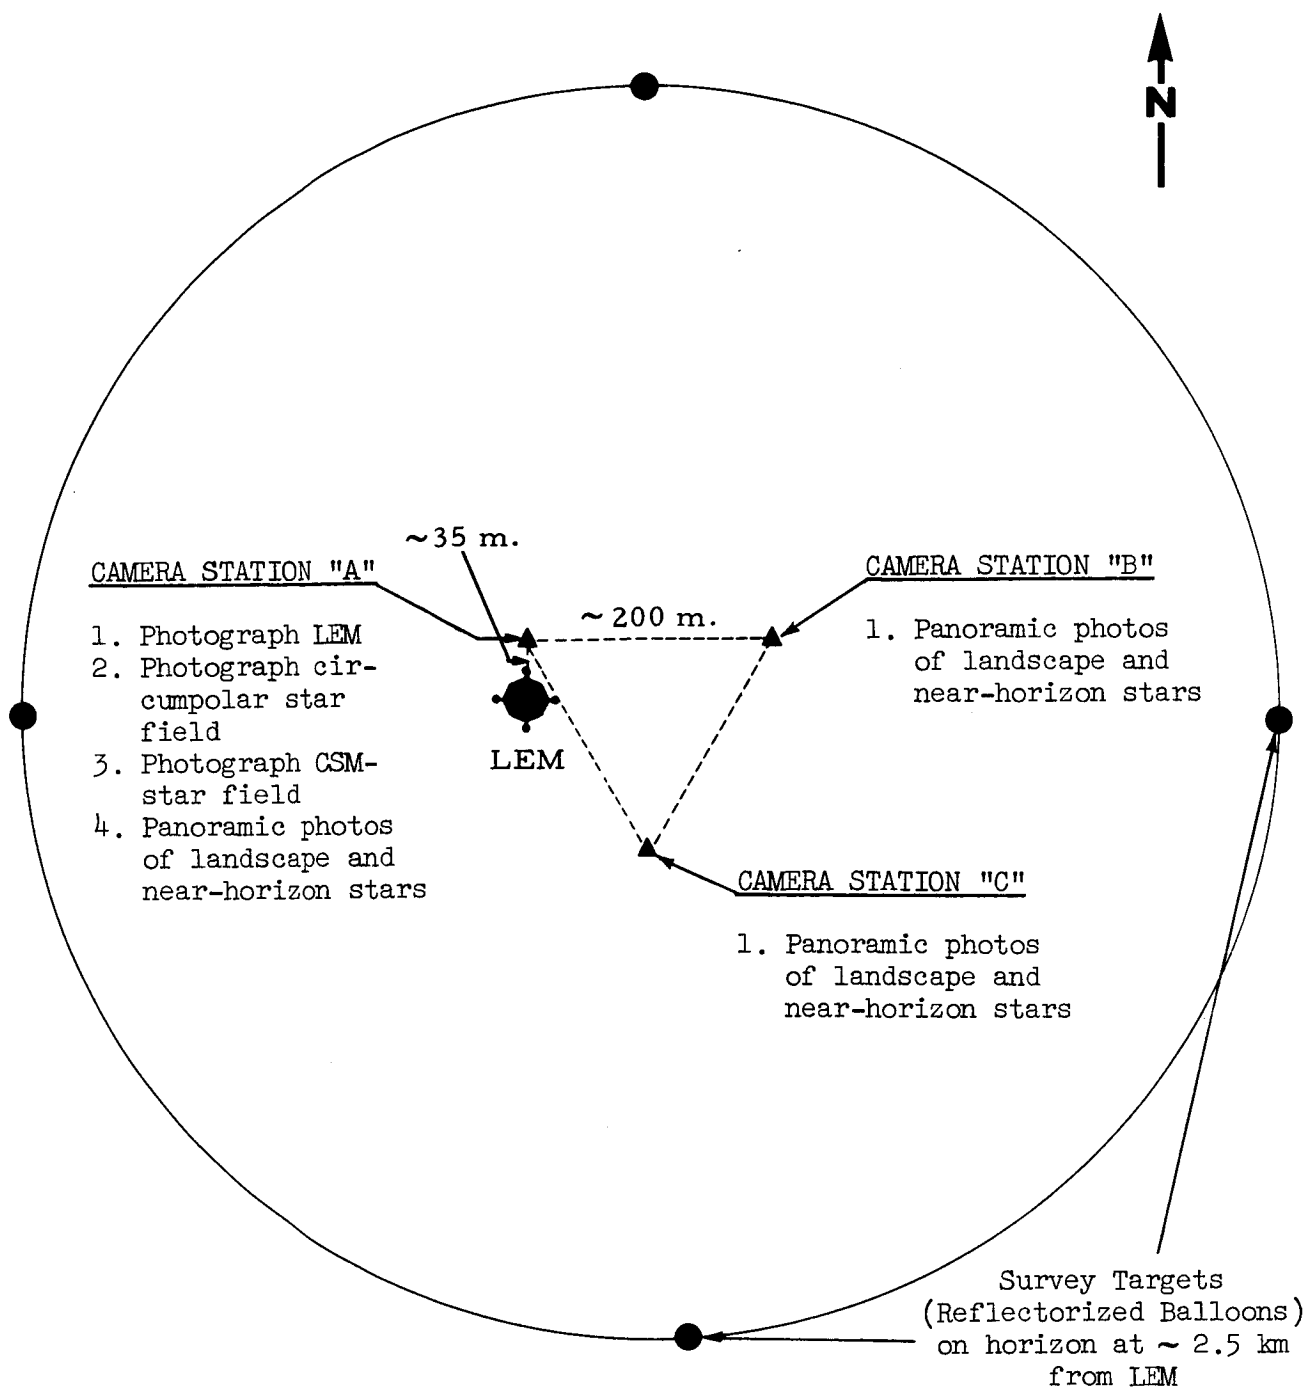 N
~35 m.
CAMERA STATION "A"
1. Photograph LEM
2. Photograph cir-
cumpolar star
field
3. Photograph CSM-
star field
4. Panoramic photos
of landscape and
near-horizon stars
~200 m.
LEM
CAMERA STATION "B"
1. Panoramic photos
of landscape and
near-horizon stars
CAMERA STATION "C"
1. Panoramic photos
of landscape and
near-horizon stars
Survey Targets
(Reflectorized Balloons)
on horizon at ~ 2.5 km
from LEM